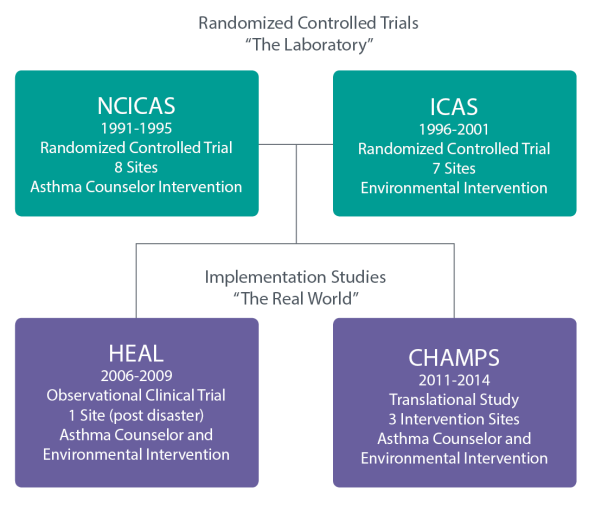 Randomized Controlled Trials
“The Laboratory”
NCICAS
1991-1995
Randomized Controlled Trial
8 Sites
Asthma Counselor Intervention
ICAS
1996-2001
Randomized Controlled Trial
7 Sites
Environmental Intervention
Implementation Studies
“The Real World”
HEAL
2006-2009
Observational Clinical Trial
1 Site (post disaster)
Asthma Counselor and
Environmental Intervention
CHAMPS
2011-2014
Translational Study
3 Intervention Sites
Asthma Counselor and
Environmental Intervention